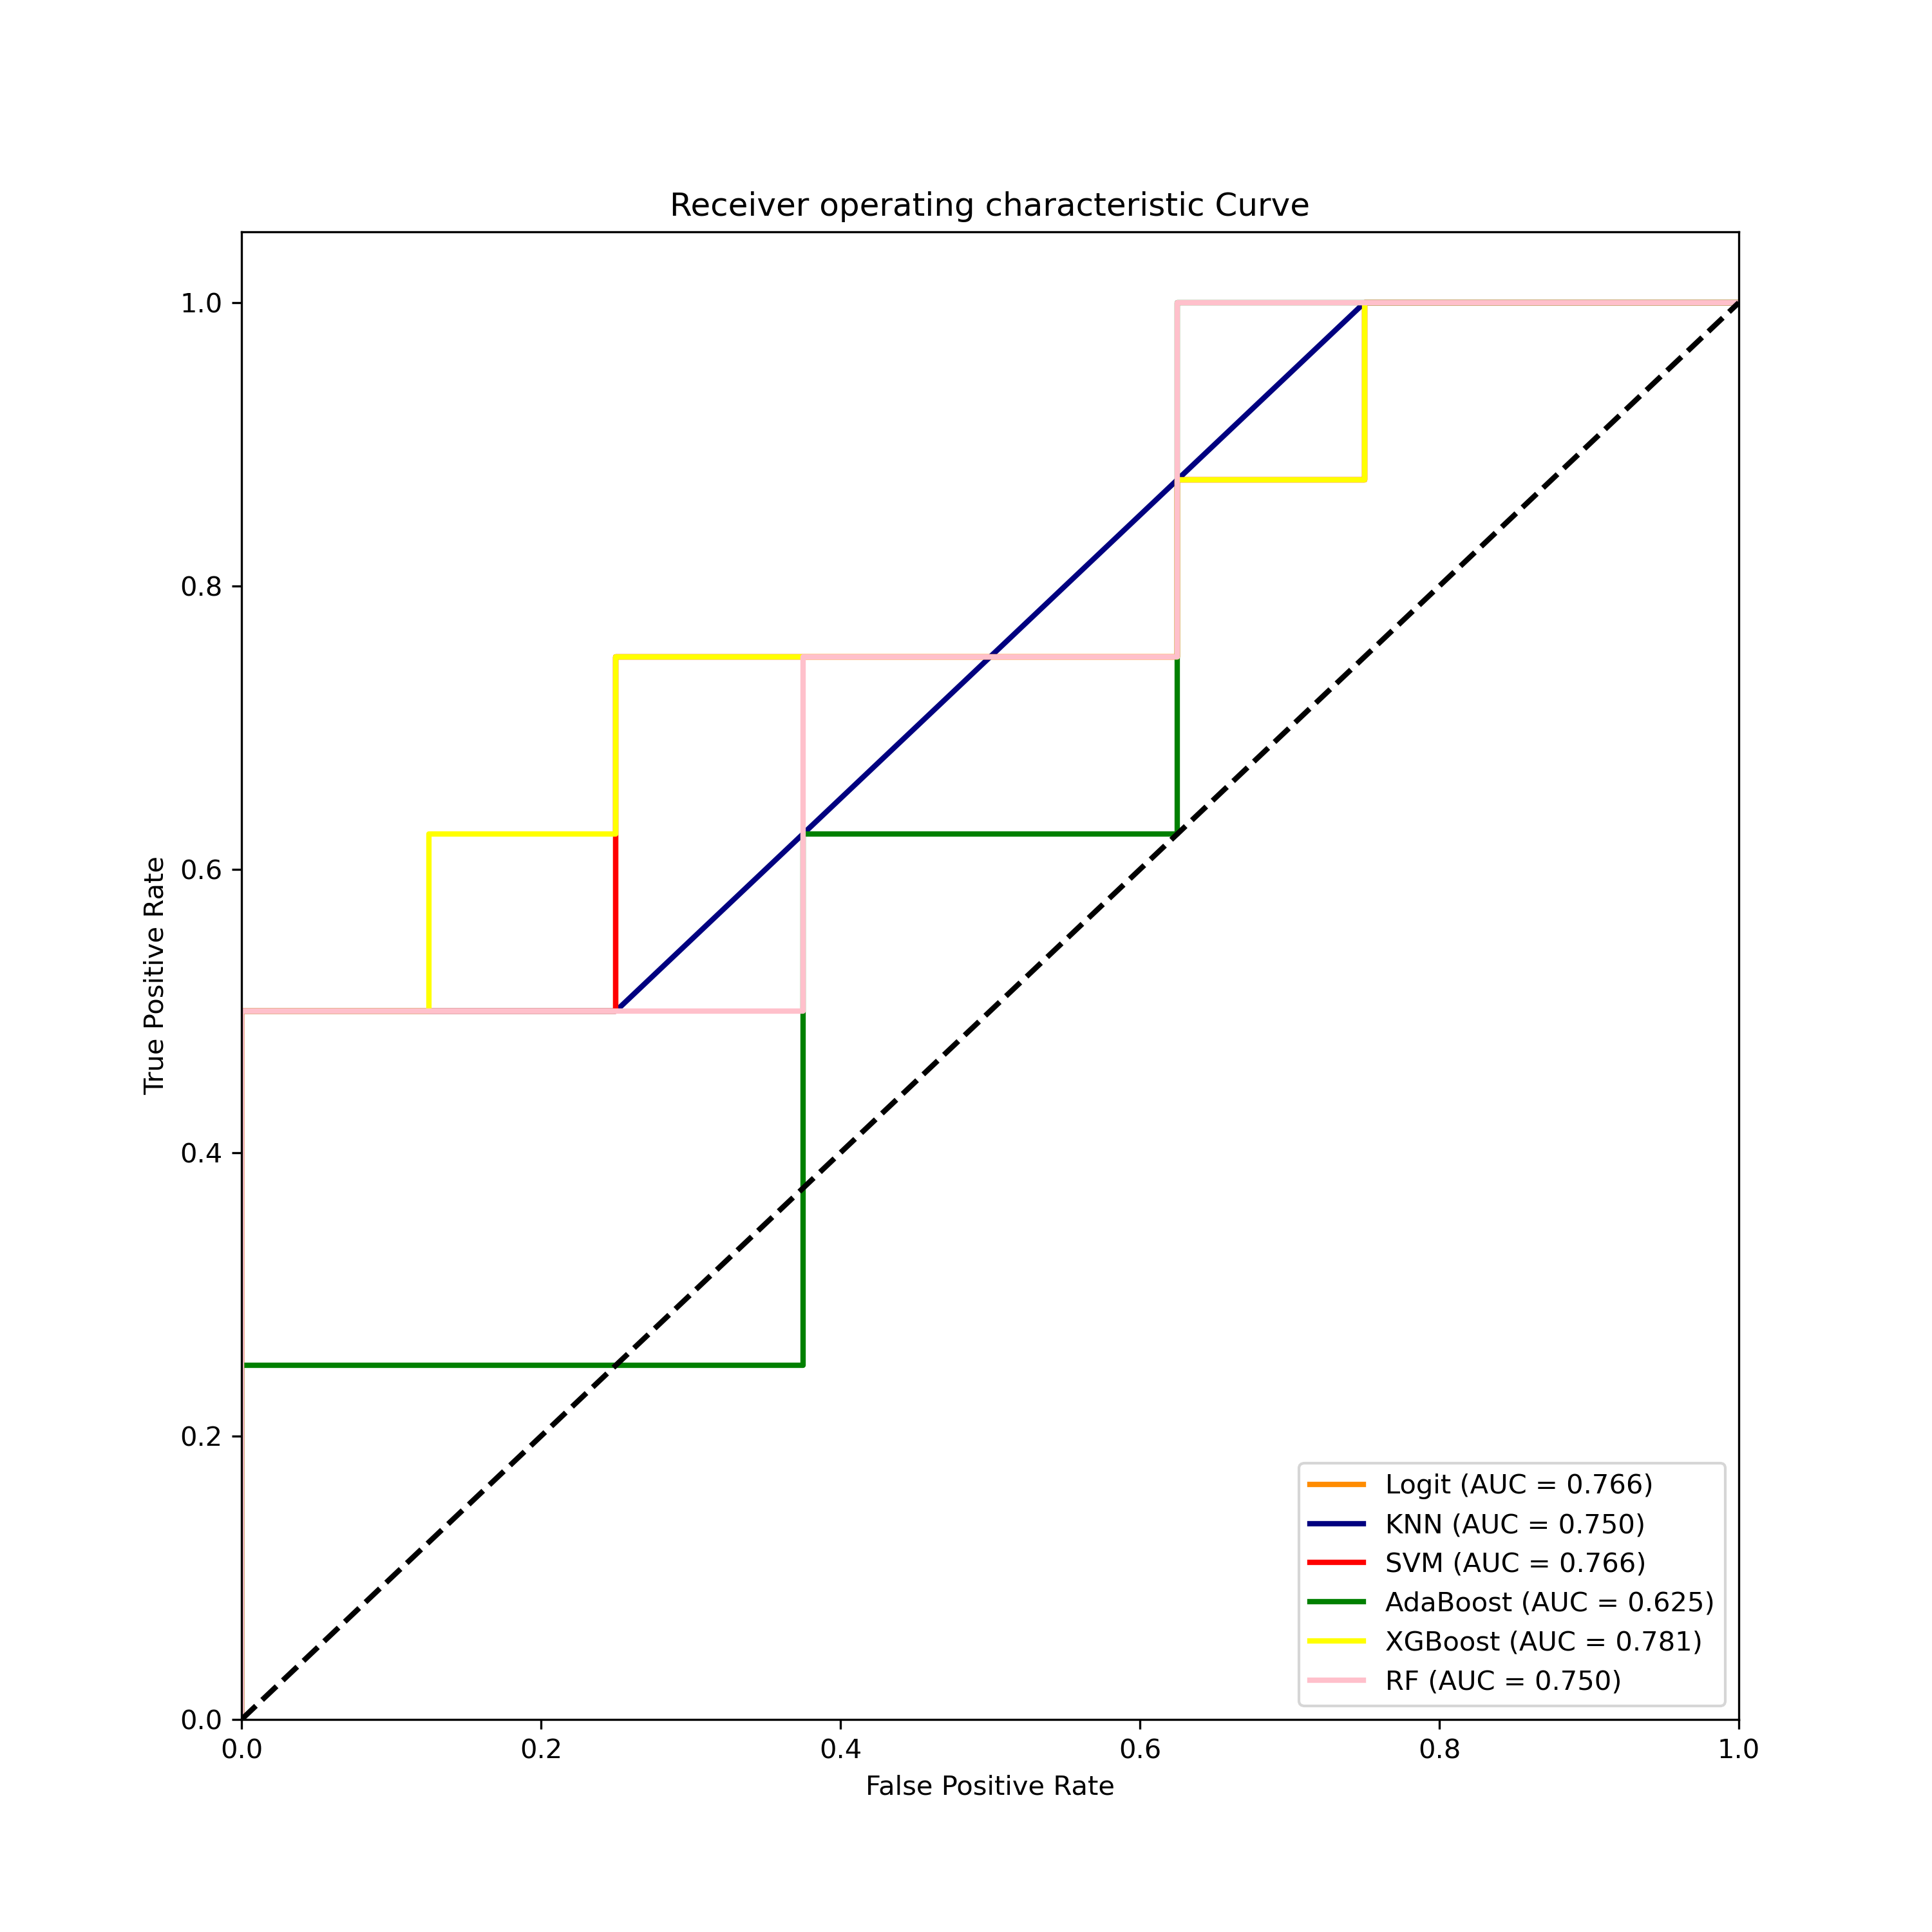 Receiver operating characteristic Curve
True Positive Rate
1.0
0.8
0.6
0.4
0.2
0.0
0.0 0.2 0.4 0.6 0.8 1.0
False Positive Rate
Logit (AUC = 0.766)
KNN (AUC = 0.750)
SVM (AUC = 0.766)
AdaBoost (AUC = 0.625)
XGBoost (AUC = 0.781)
RF (AUC = 0.750)